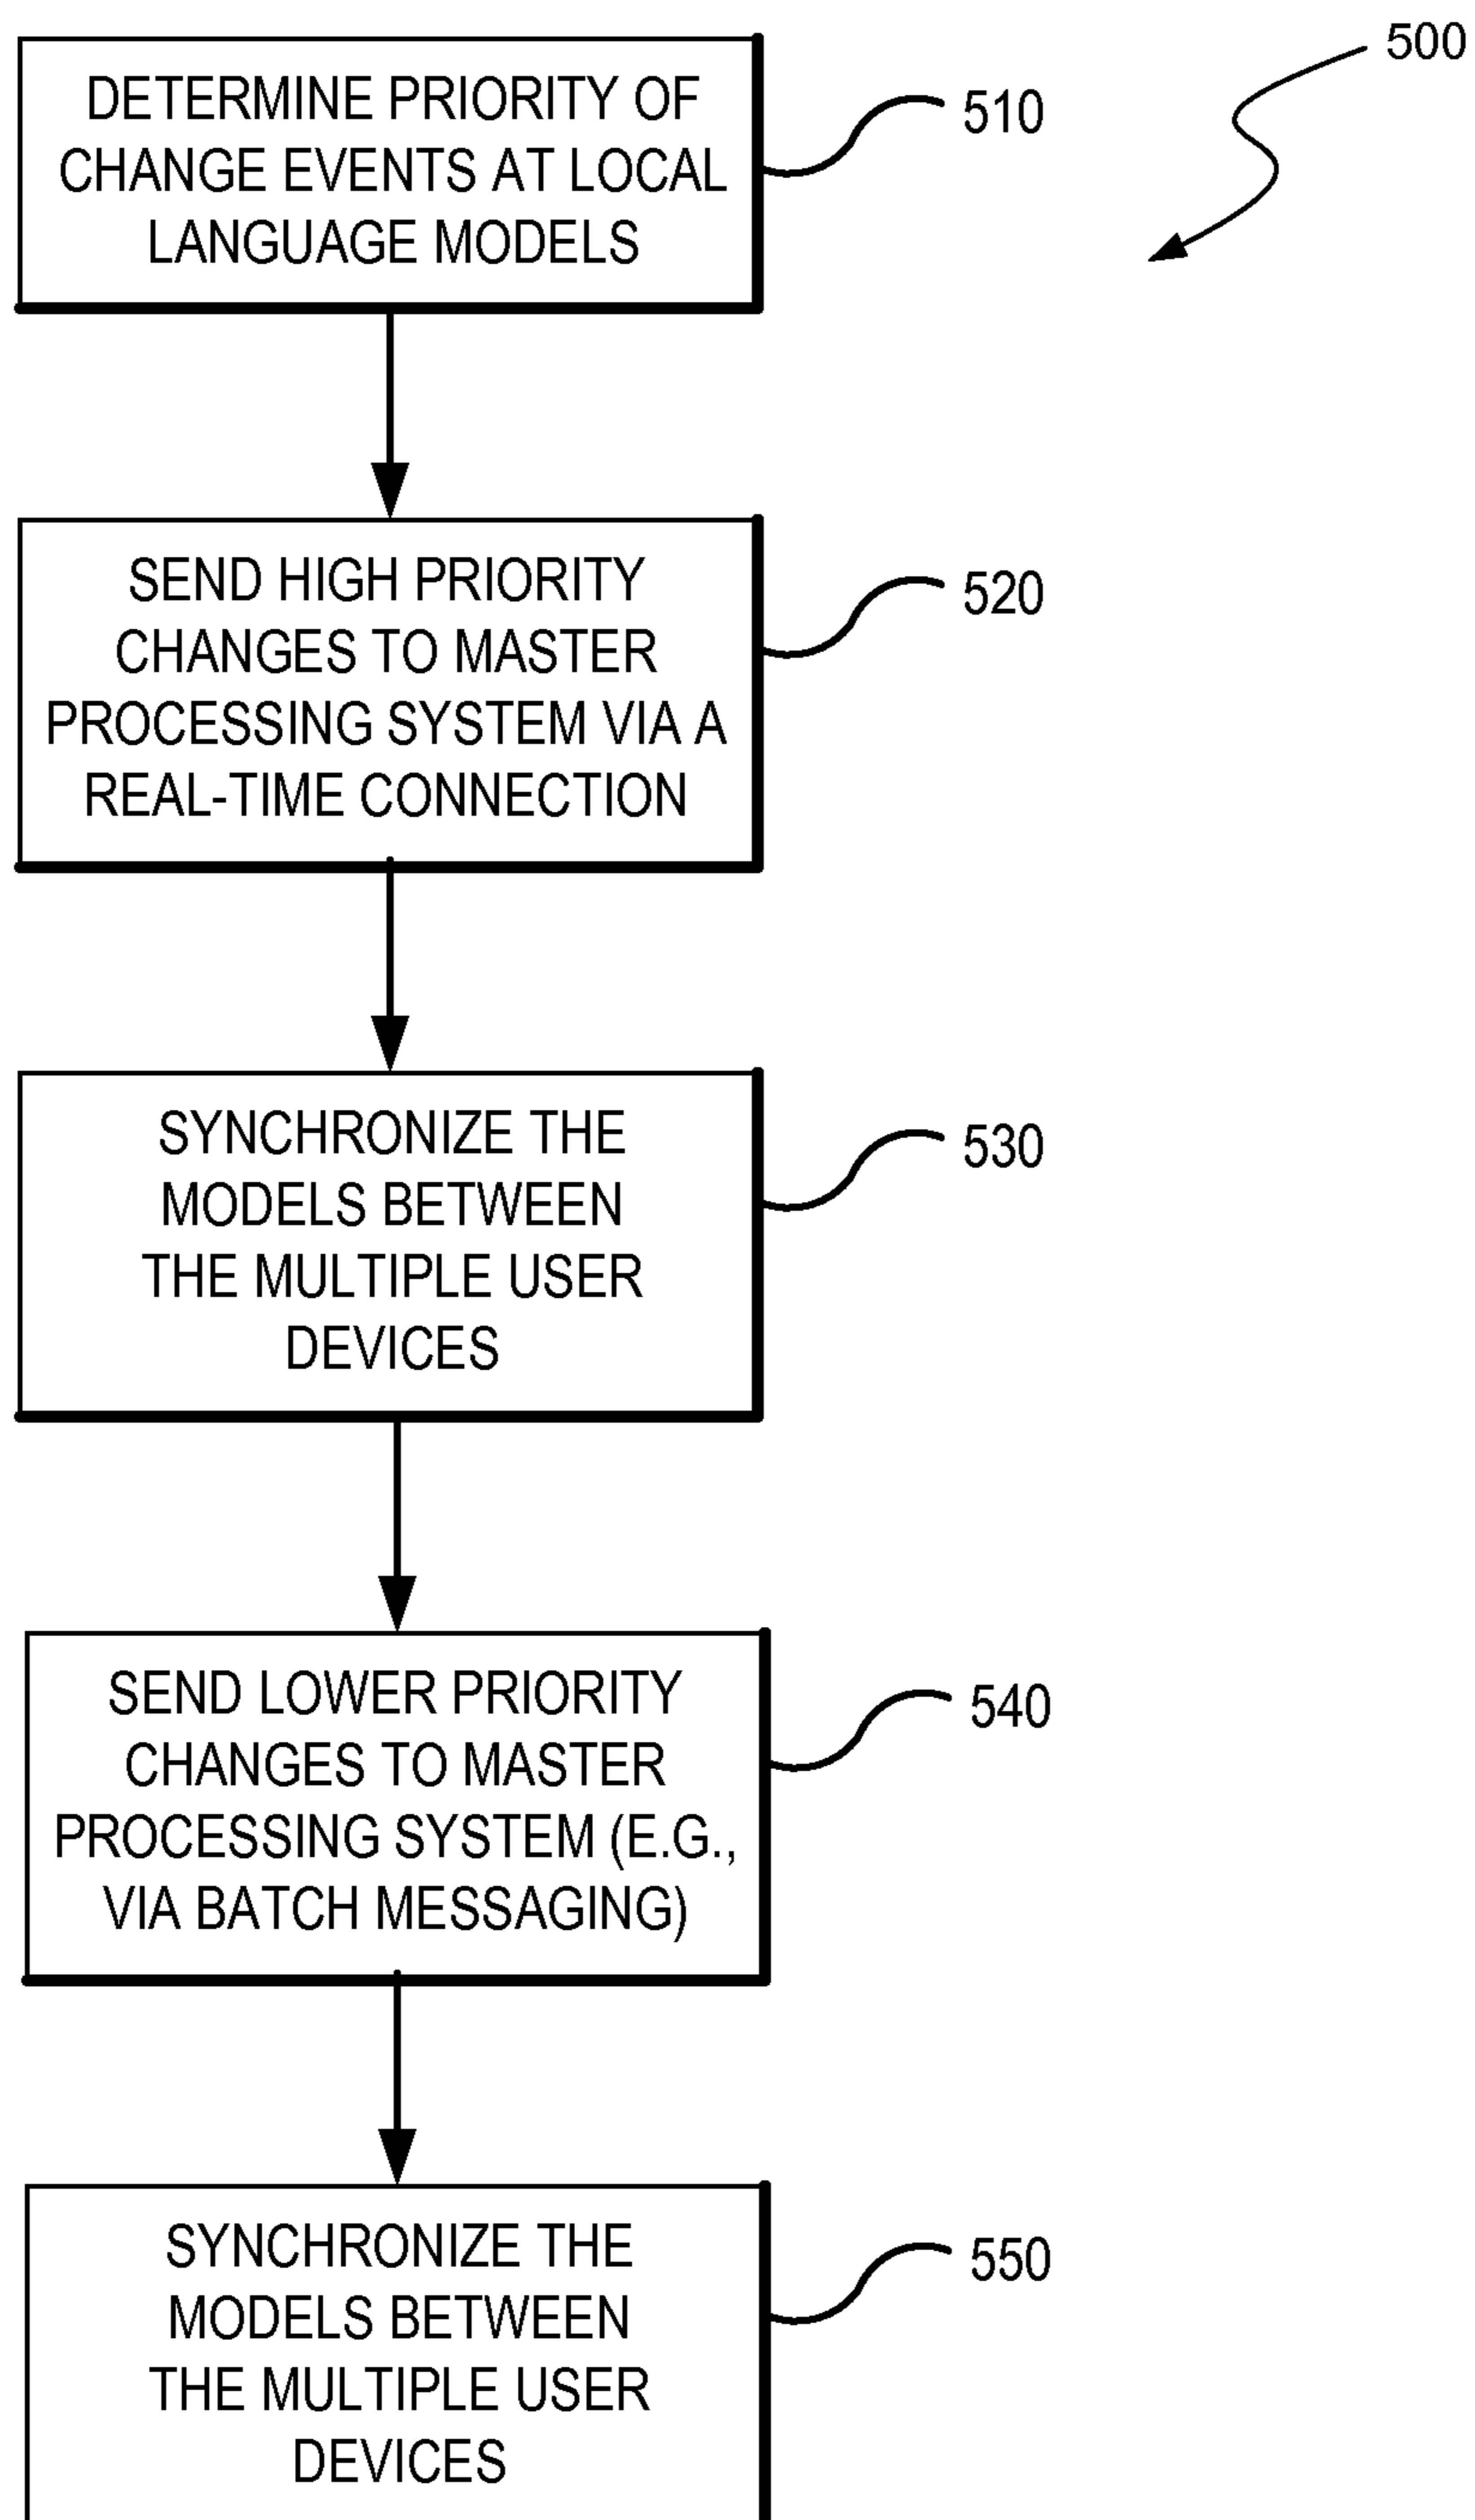 500
DETERMINE PRIORITY OF
CHANGE EVENTS AT LOCAL
LANGUAGE MODELS
510
SEND HIGH PRIORITY
CHANGES TO MASTER
PROCESSING SYSTEM VIA A
REAL-TIME CONNECTION
520
SYNCHRONIZE THE
MODELS BETWEEN
THE MULTIPLE USER
DEVICES
530
SEND LOWER PRIORITY
CHANGES TO MASTER
PROCESSING SYSTEM (E.G.,
VIA BATCH MESSAGING)
540
SYNCHRONIZE THE
MODELS BETWEEN
THE MULTIPLE USER
DEVICES
550